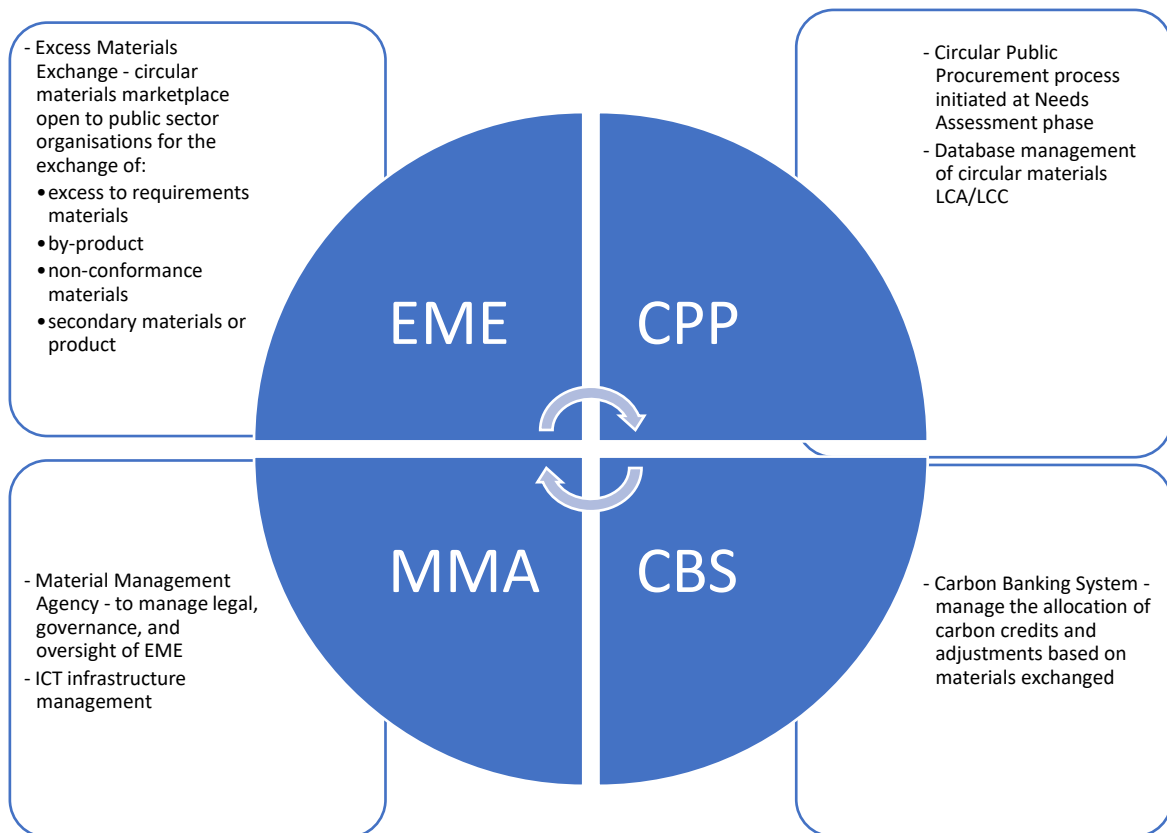 - Excess Materials
Exchange - circular
materials marketplace
open to public sector
organisations for the
exchange of:
•excess to requirements
materials
•by-product
•non-conformance
materials
•secondary materials or
product
- Circular Public
Procurement process
initiated at Needs
Assessment phase
- Database management
of circular materials
LCA/LCC
EME
CPP
MMA
CBS
- Material Management
Agency - to manage legal,
governance, and
oversight of EME
- ICT infrastructure
management
- Carbon Banking System -
manage the allocation of
carbon credits and
adjustments based on
materials exchanged